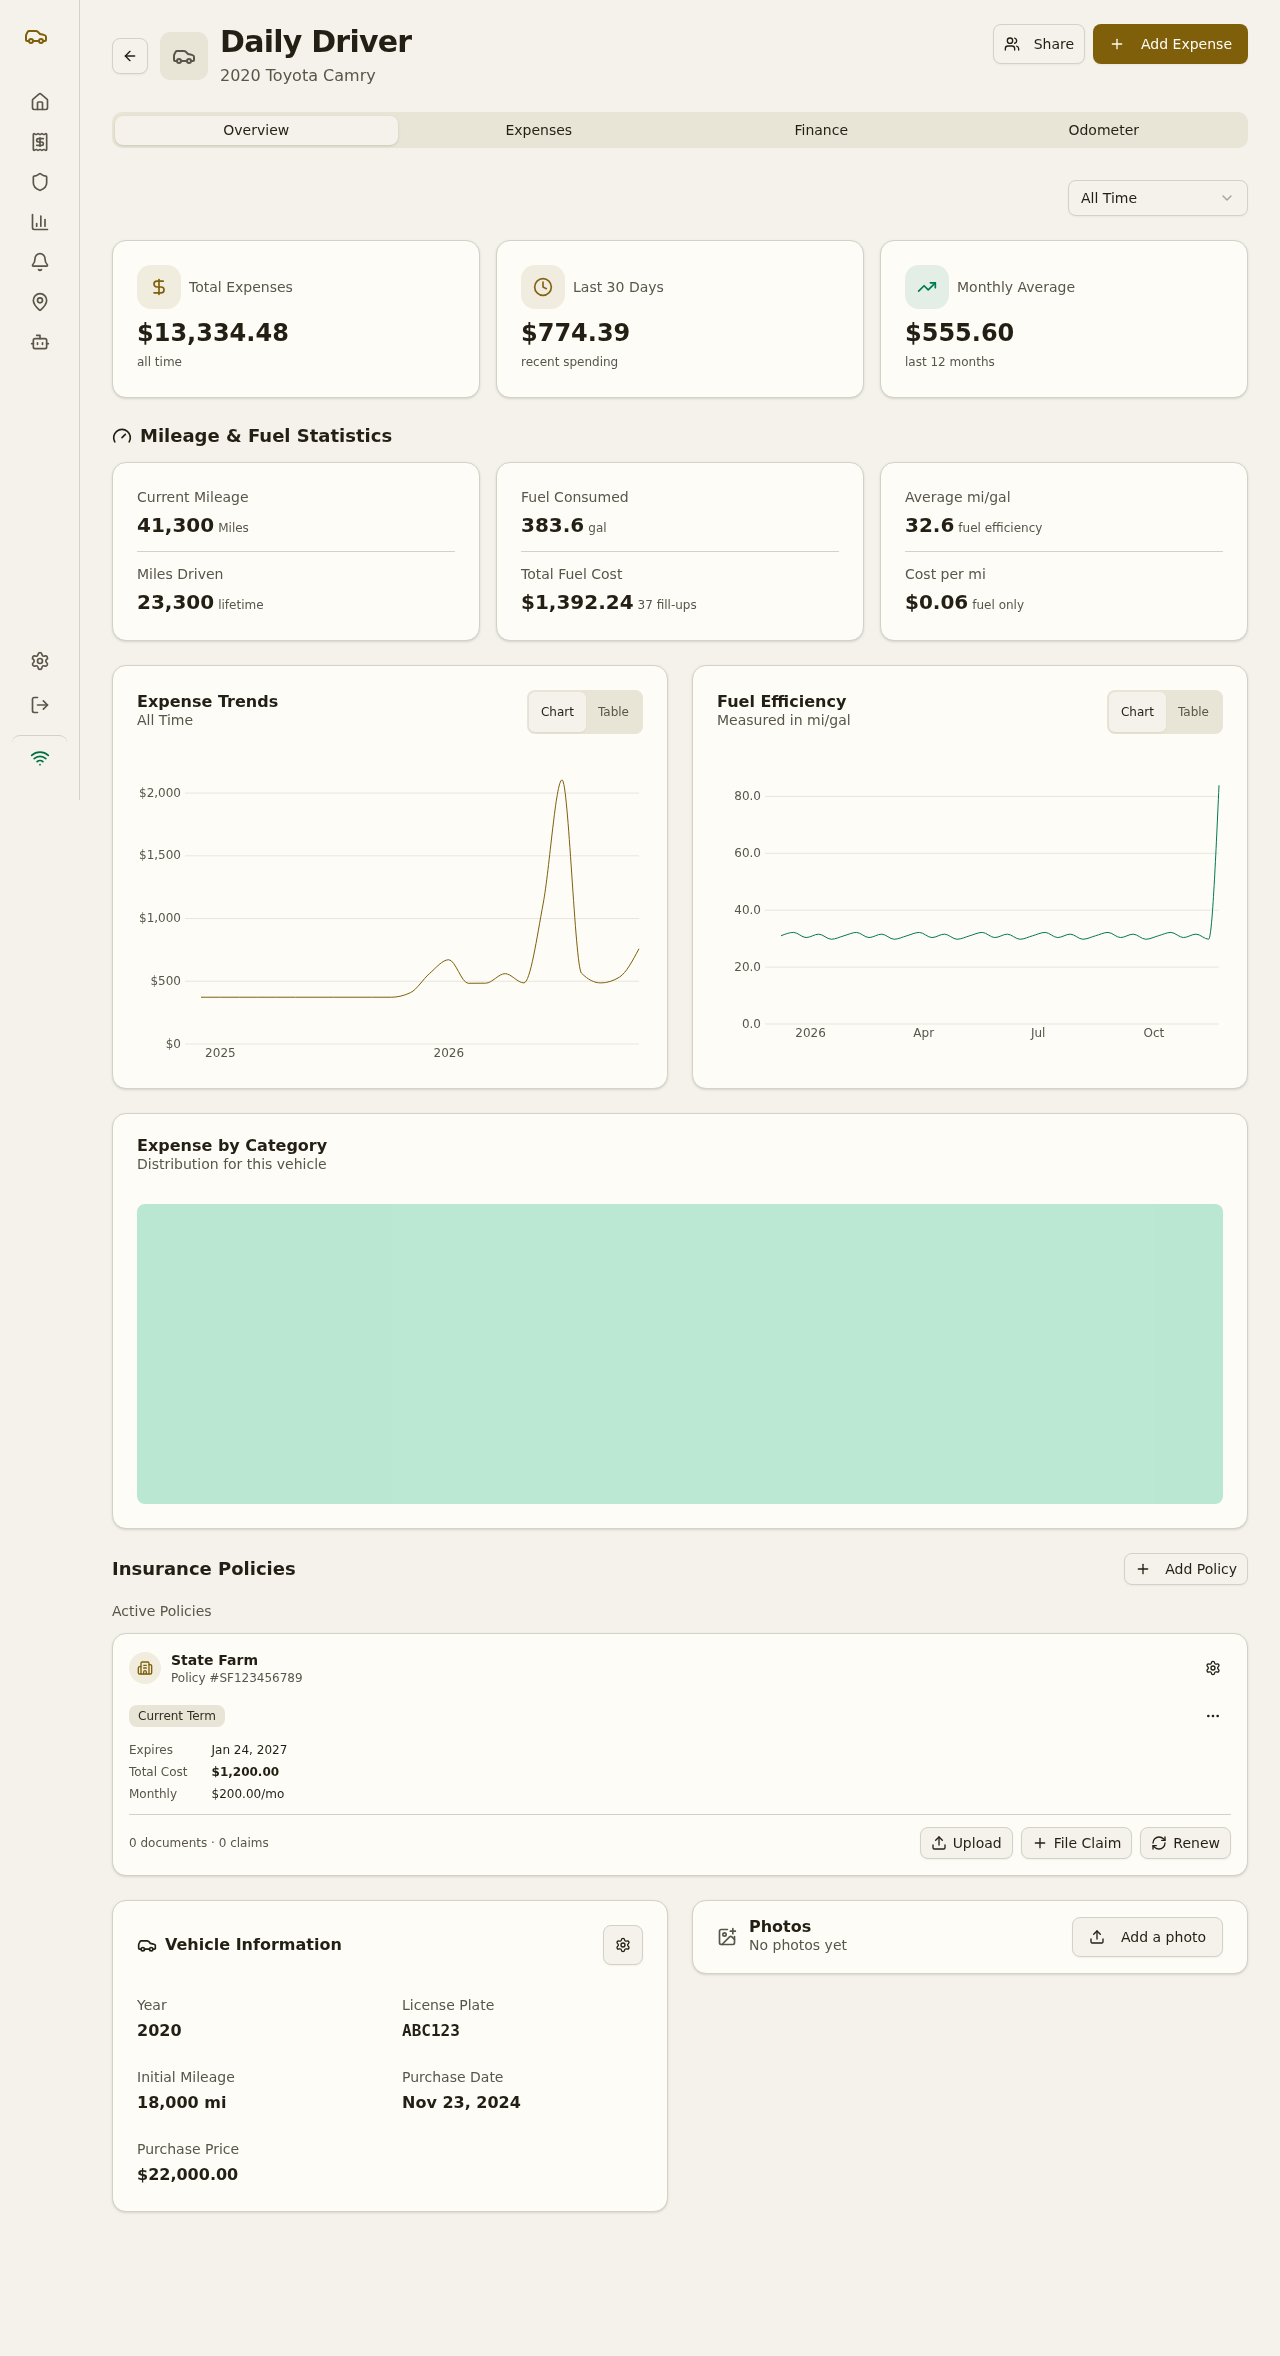 Daily Driver
2020 Toyota Camry
Share
Add Expense
Overview
Expenses
Finance
Odometer
All Time
Total Expenses
$13,334.48
all time
Last 30 Days
$774.39
recent spending
Monthly Average
$555.60
last 12 months
Mileage & Fuel Statistics
Current Mileage
41,300 Miles
Miles Driven
23,300 lifetime
Fuel Consumed
383.6 gal
Total Fuel Cost
$1,392.24 37 fill-ups
Average mi/gal
32.6 fuel efficiency
Cost per mi
$0.06 fuel only
Expense Trends
All Time
Chart
Table
$2,000
$1,500
$1,000
$500
$0
2025
2026
Fuel Efficiency
Measured in mi/gal
Chart
Table
80.0
60.0
40.0
20.0
0.0
2026
Apr
Jul
Oct
Expense by Category
Distribution for this vehicle
Insurance Policies
Add Policy
Active Policies
State Farm
Policy #SF123456789
Current Term
Expires Jan 24, 2027
Total Cost $1,200.00
Monthly $200.00/mo
0 documents · 0 claims
Upload
File Claim
Renew
Vehicle Information
Year
2020
License Plate
ABC123
Initial Mileage
18,000 mi
Purchase Date
Nov 23, 2024
Purchase Price
$22,000.00
Photos
No photos yet
Add a photo